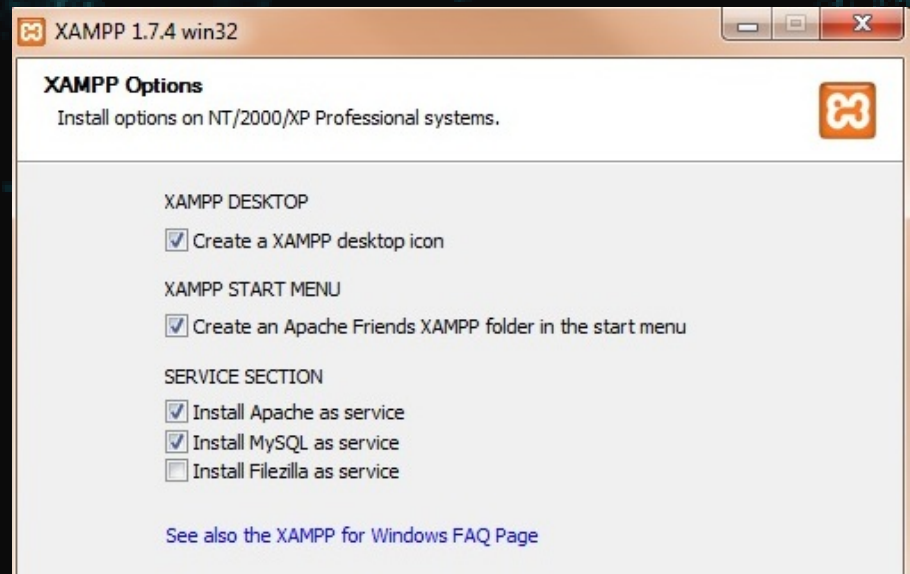 XAMPP 1.7.4 win32
XAMPP Options
Install options on NT/2000/XP Professional systems.
XAMPP DESKTOP
Create a XAMPP desktop icon
XAMPP START MENU
Create an Apache Friends XAMPP folder in the start menu
SERVICE SECTION
Install Apache as service
Install MySQL as service
Install Filezilla as service
See also the XAMPP for Windows FAQ Page